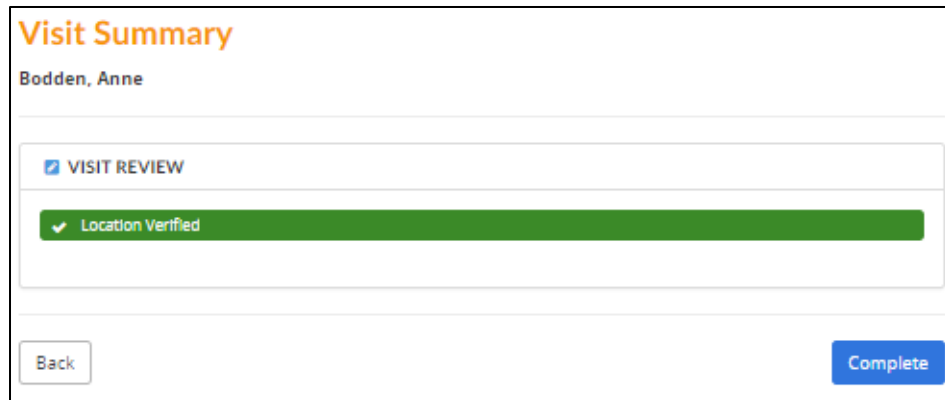 Visit Summary
Bodden, Anne
VISIT REVIEW
Location Verified
Back
Complete